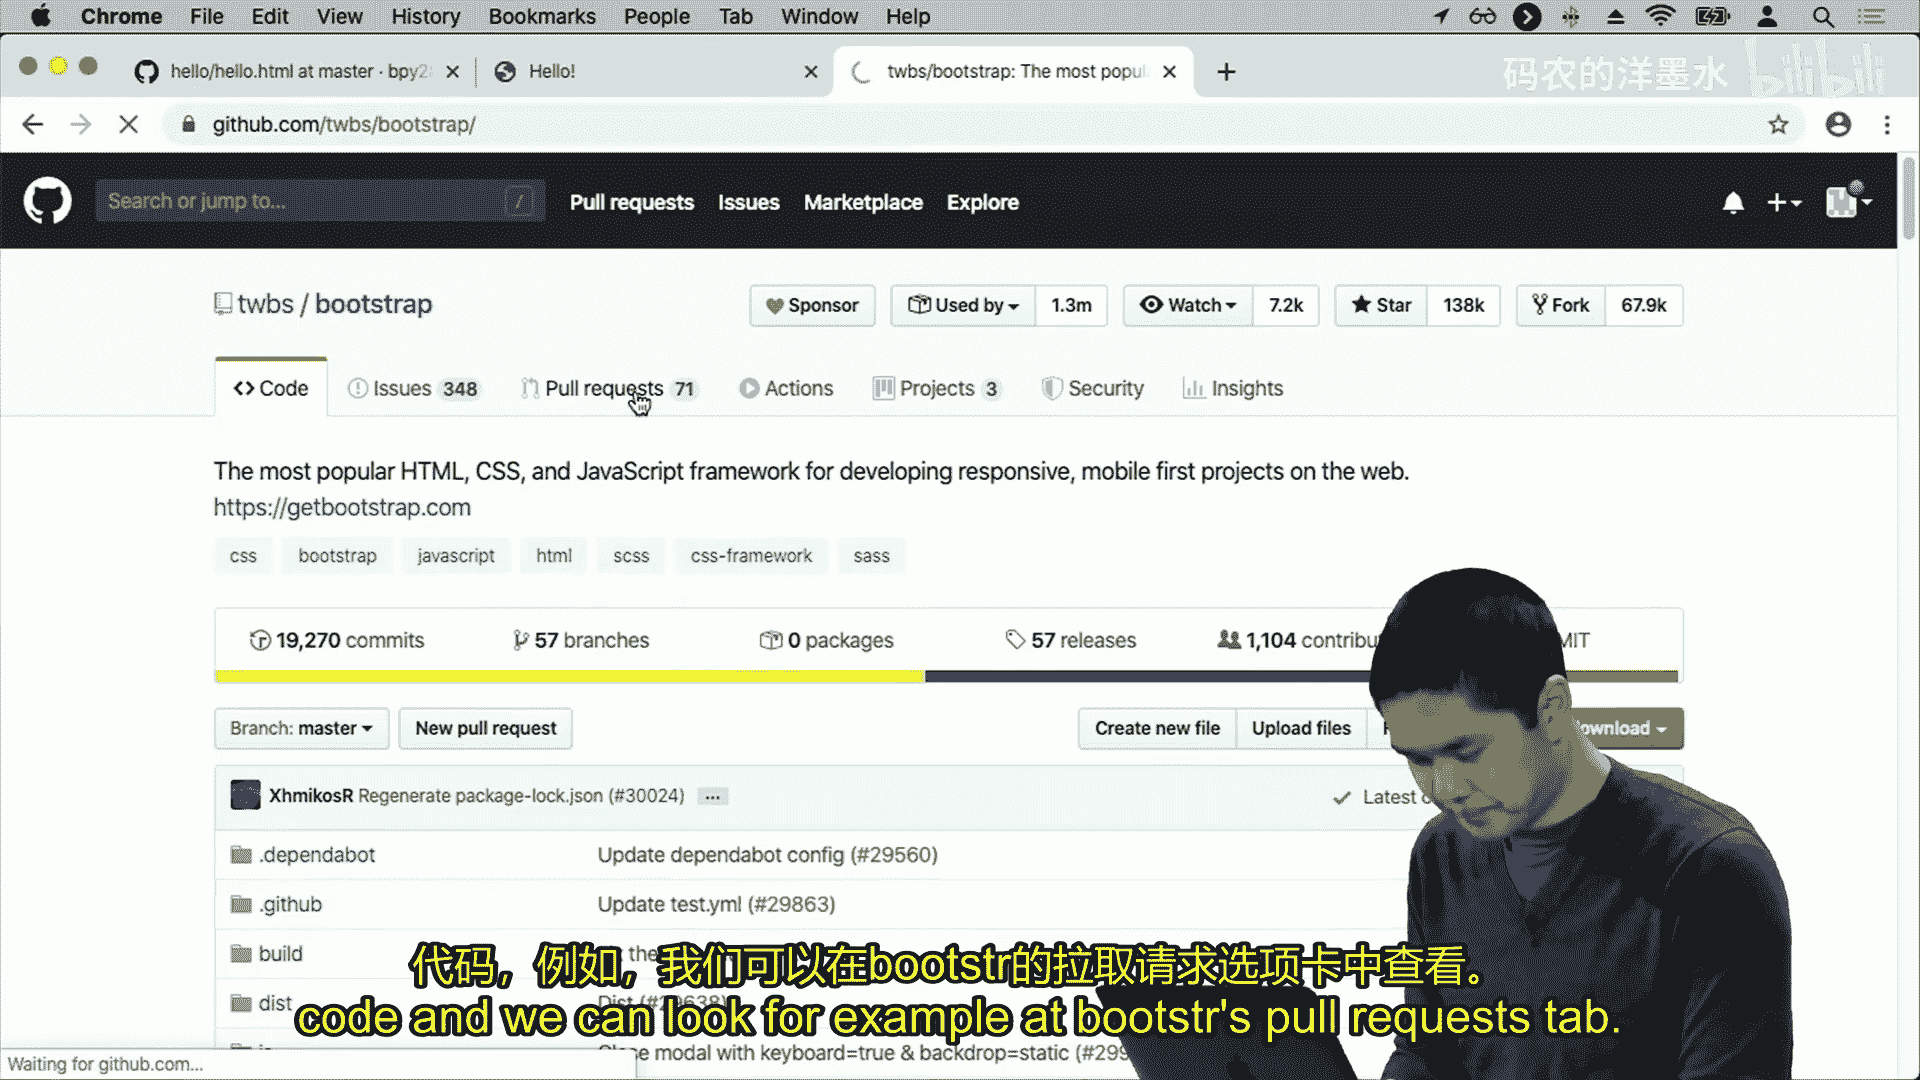 Chrome File Edit View History Bookmarks People Tab Window Help
hello/hello.html at master · bpy2 Hello! twbs/bootstrap: The most popul
码农的洋墨水 bilibili
github.com/twbs/bootstrap/
Search or jump to... / Pull requests Issues Marketplace Explore
twbs / bootstrap Sponsor Used by 1.3m Watch 7.2k Star 138k Fork 67.9k
Code Issues 348 Pull requests 71 Actions Projects 3 Security Insights
The most popular HTML, CSS, and JavaScript framework for developing responsive, mobile first projects on the web.
https://getbootstrap.com
css bootstrap javascript html scss css-framework sass
19,270 commits 57 branches 0 packages 57 releases 1,104 contribu MIT
Branch: master New pull request Create new file Upload files ownload
XhmikosR Regenerate package-lock.json (#30024) ... Latest
.dependabot Update dependabot config (#29560)
.github Update test.yml (#29863)
build the
dist Dist (#29638)
代码，例如，我们可以在bootstr的拉取请求选项卡中查看。
code and we can look for example at bootstr's pull requests tab.
Close modal with keyboard=true & backdrop=static (#299
Waiting for github.com...